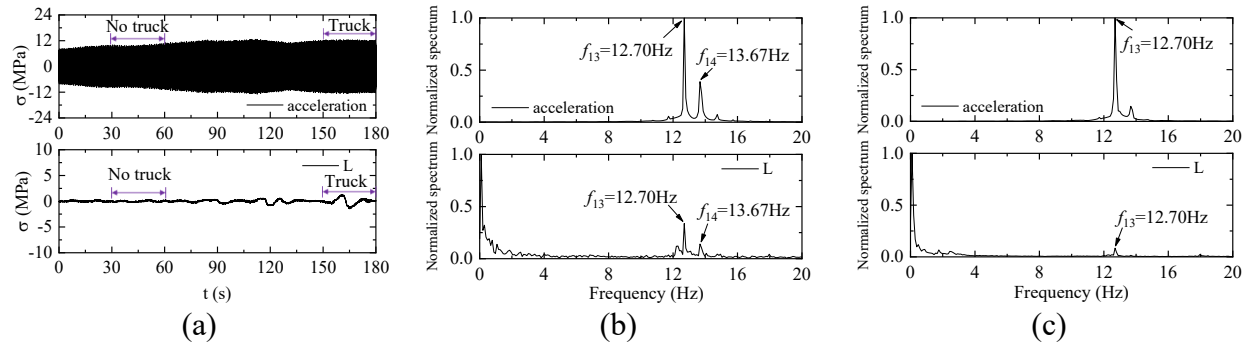 24
12
0
-12
-24
σ (MPa)
No truck
Truck
acceleration
0 30 60 90 120 150 180
10
5
0
-5
-10
σ (MPa)
L
No truck
Truck
0 30 60 90 120 150 180
t (s)
(a)
1.0
0.5
0.0
Normalized spectrum
f13=12.70Hz
f14=13.67Hz
acceleration
0 4 8 12 16 20
1.0
0.5
0.0
Normalized spectrum
L
f13=12.70Hz
f14=13.67Hz
0 4 8 12 16 20
Frequency (Hz)
(b)
1.0
0.5
0.0
Normalized spectrum
f13=12.70Hz
acceleration
0 4 8 12 16 20
1.0
0.5
0.0
Normalized spectrum
L
f13=12.70Hz
0 4 8 12 16 20
Frequency (Hz)
(c)